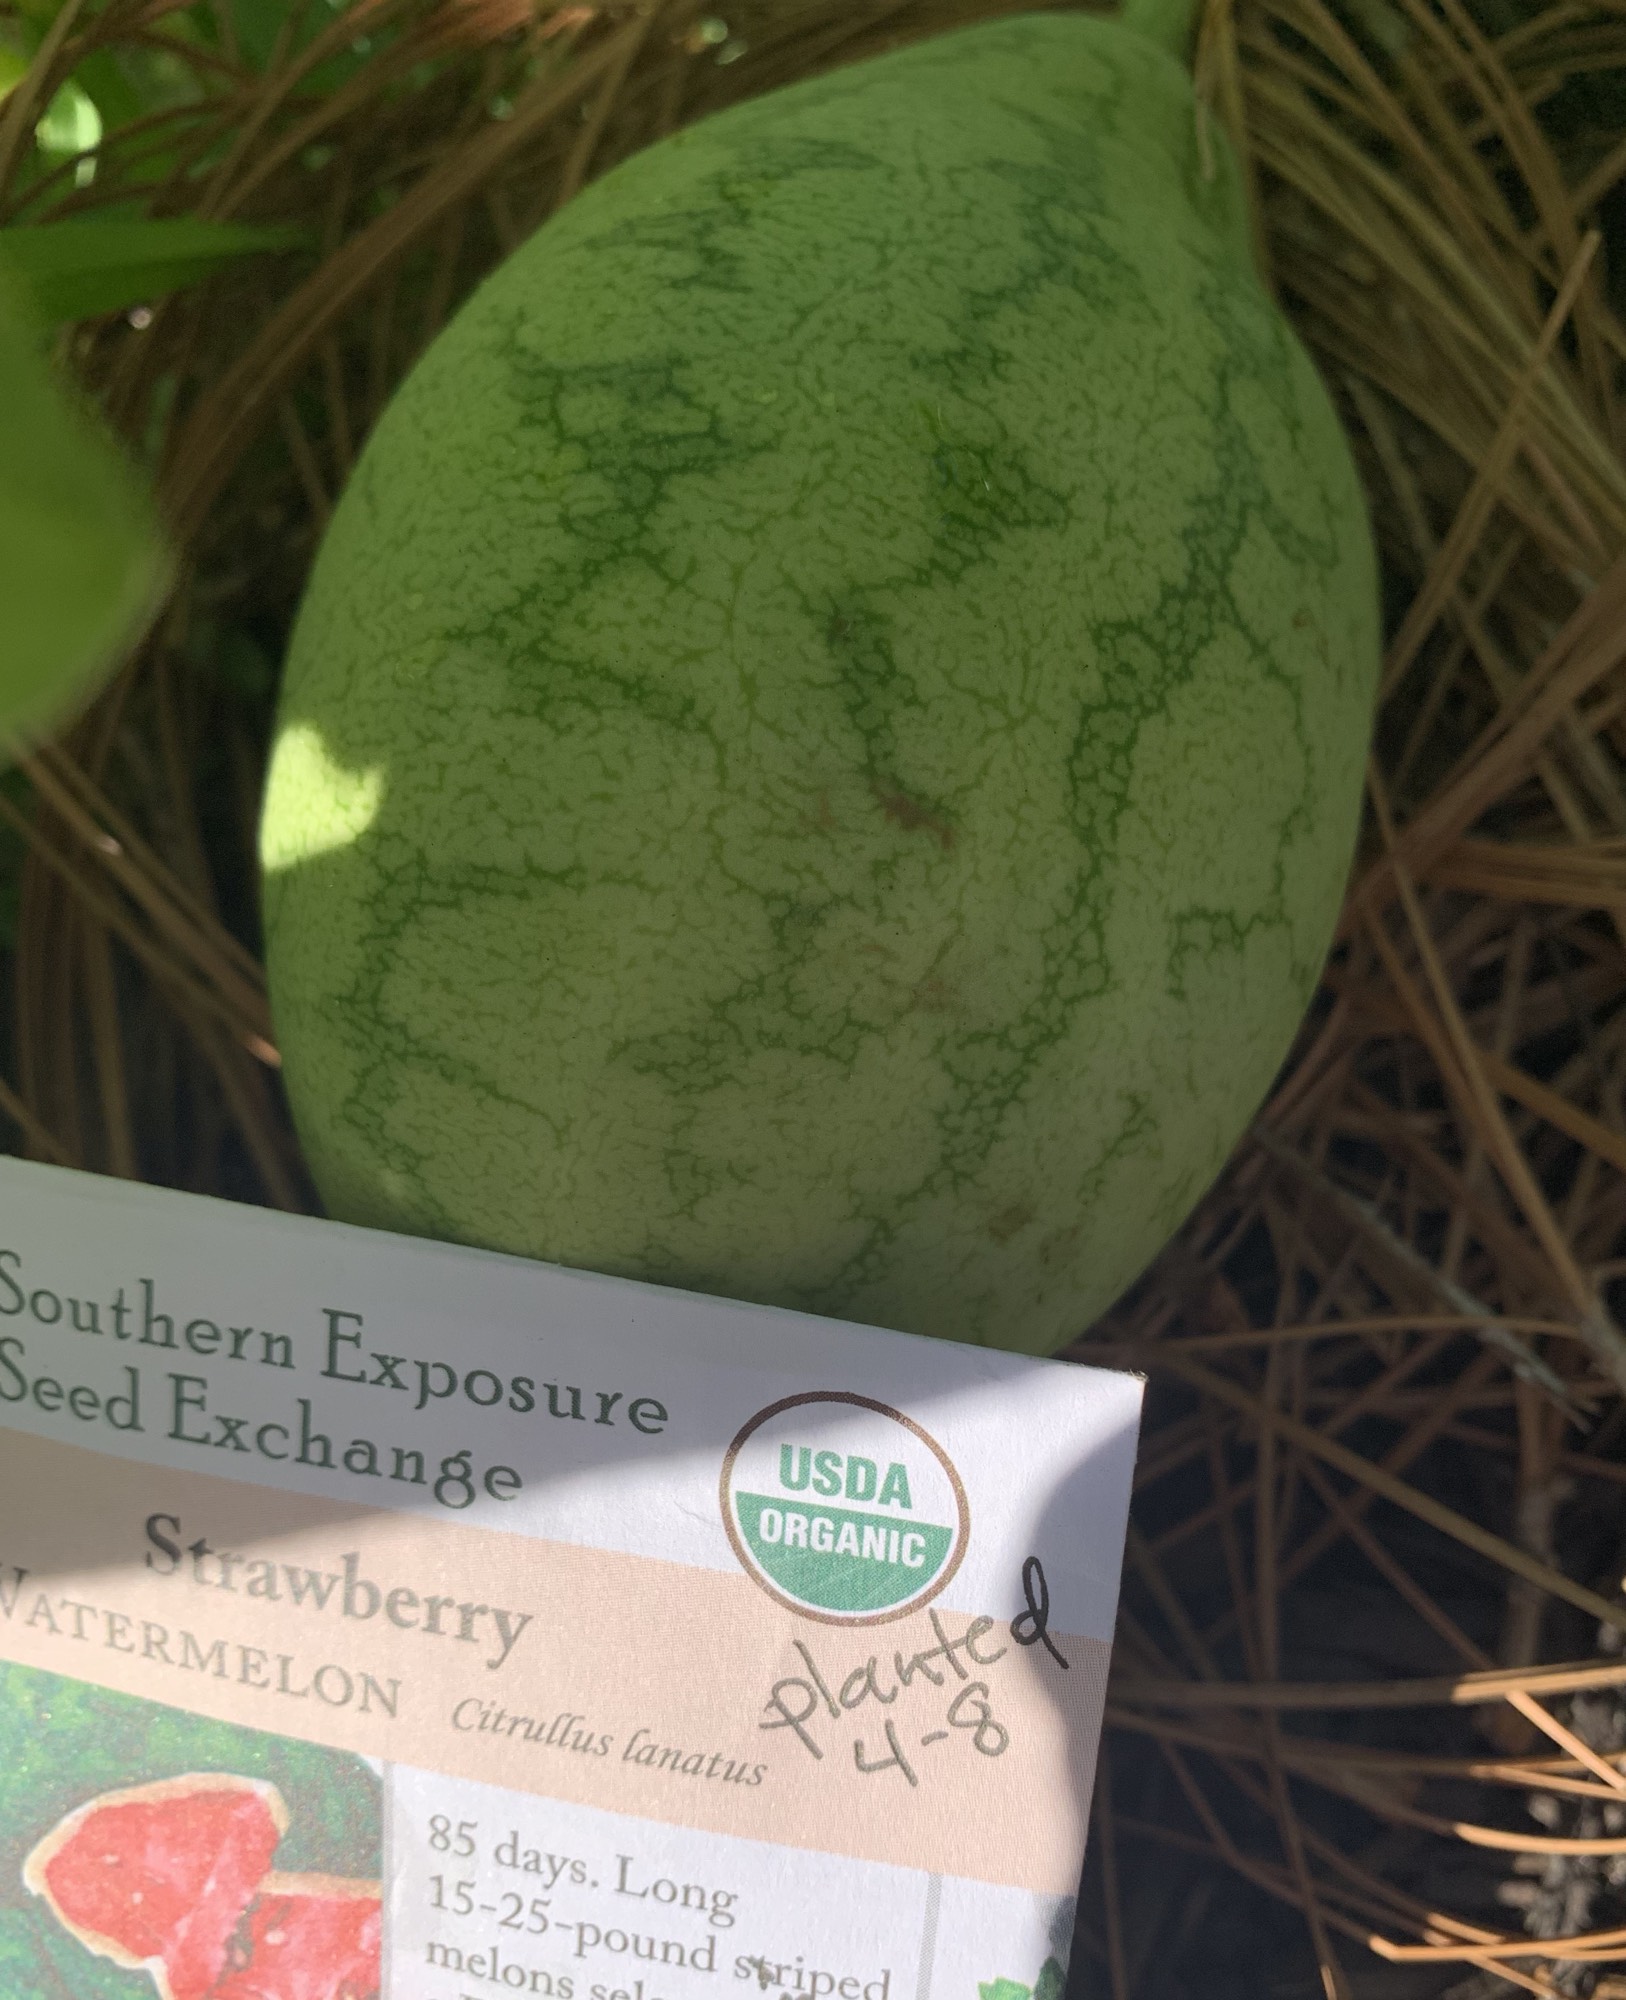 Southern Exposure
Seed Exchange
USDA
ORGANIC
Strawberry
WATERMELON Citrullus lanatus
planted
4-8
85 days. Long
15-25-pound striped
melons